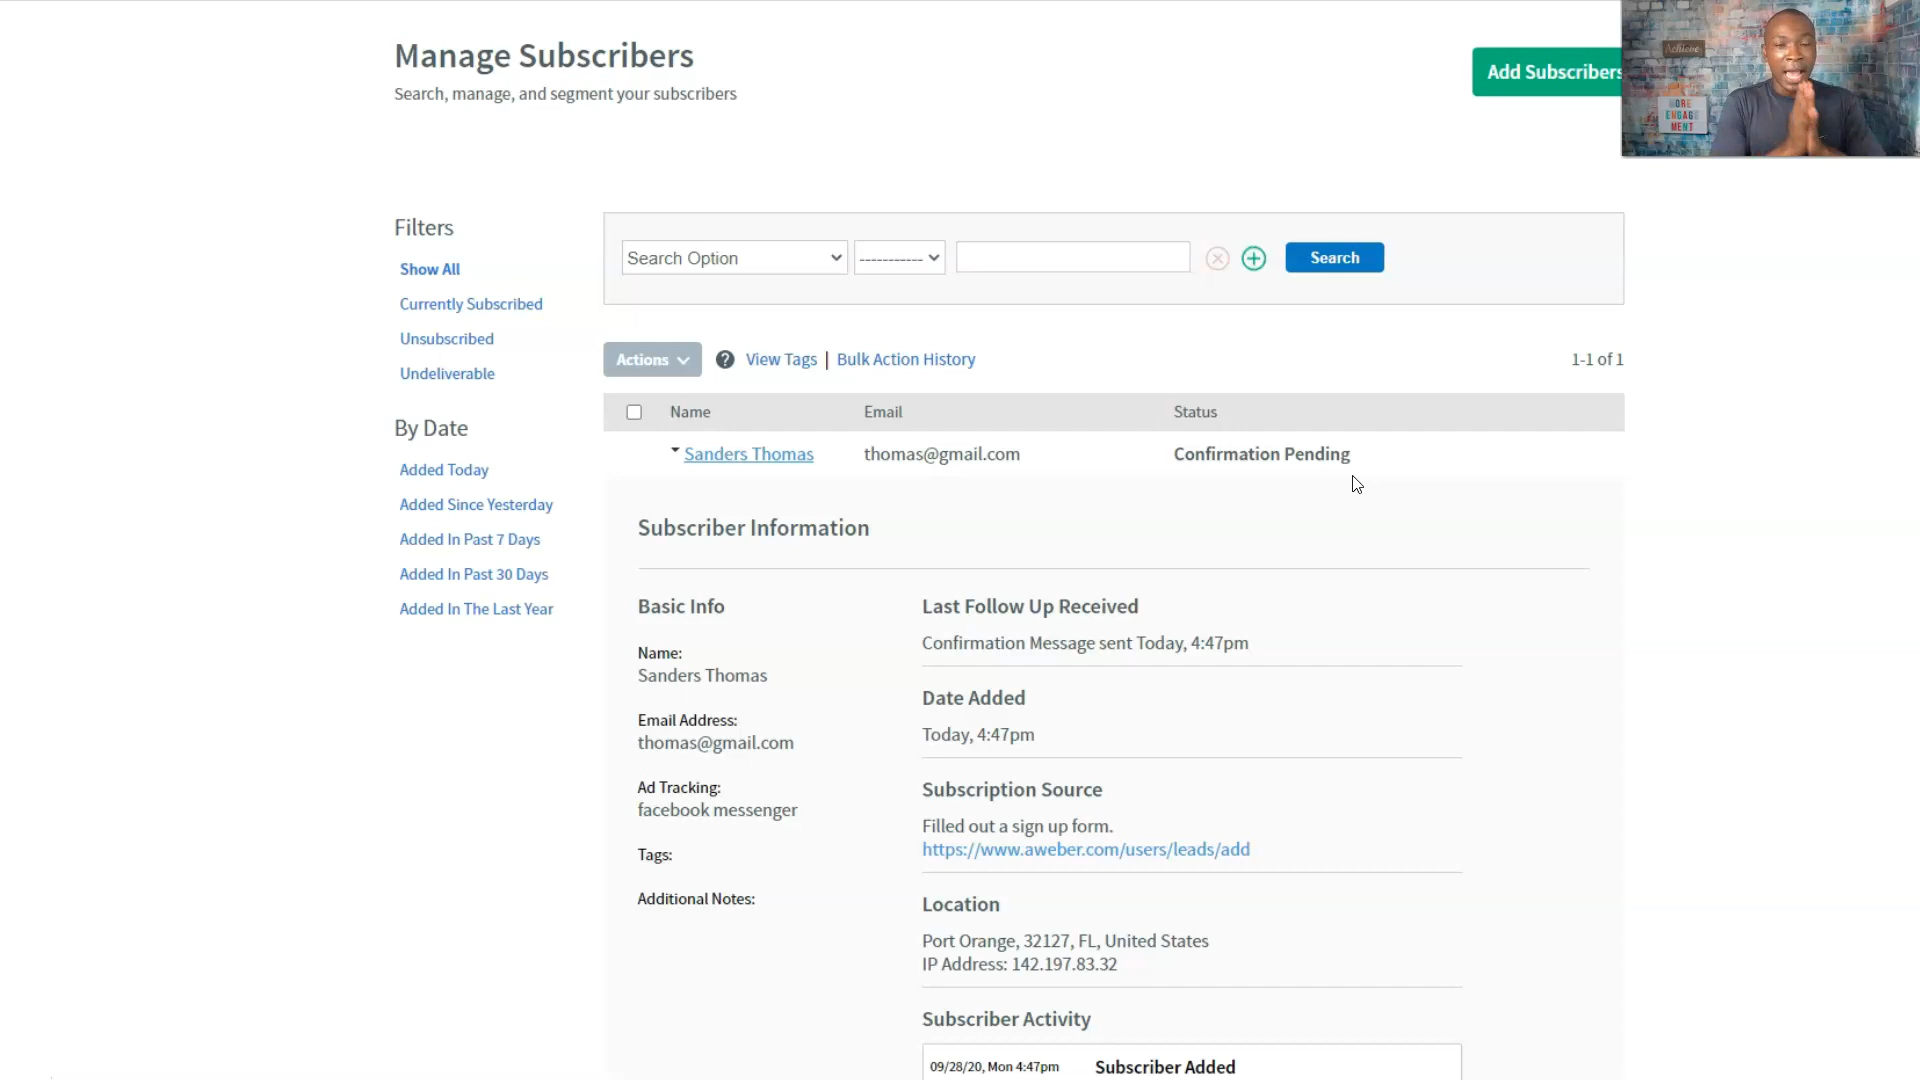 Manage Subscribers
Search, manage, and segment your subscribers
Add Subscribers
Achieve
MORE
ENGAGE
MENT
Filters
Show All
Currently Subscribed
Unsubscribed
Undeliverable
By Date
Added Today
Added Since Yesterday
Added In Past 7 Days
Added In Past 30 Days
Added In The Last Year
Search Option
-----------
Search
Actions
? View Tags | Bulk Action History
1-1 of 1
Name Email Status
Sanders Thomas thomas@gmail.com Confirmation Pending
Subscriber Information
Basic Info
Name:
Sanders Thomas
Email Address:
thomas@gmail.com
Ad Tracking:
facebook messenger
Tags:
Additional Notes:
Last Follow Up Received
Confirmation Message sent Today, 4:47pm
Date Added
Today, 4:47pm
Subscription Source
Filled out a sign up form.
https://www.aweber.com/users/leads/add
Location
Port Orange, 32127, FL, United States
IP Address: 142.197.83.32
Subscriber Activity
09/28/20, Mon 4:47pm Subscriber Added